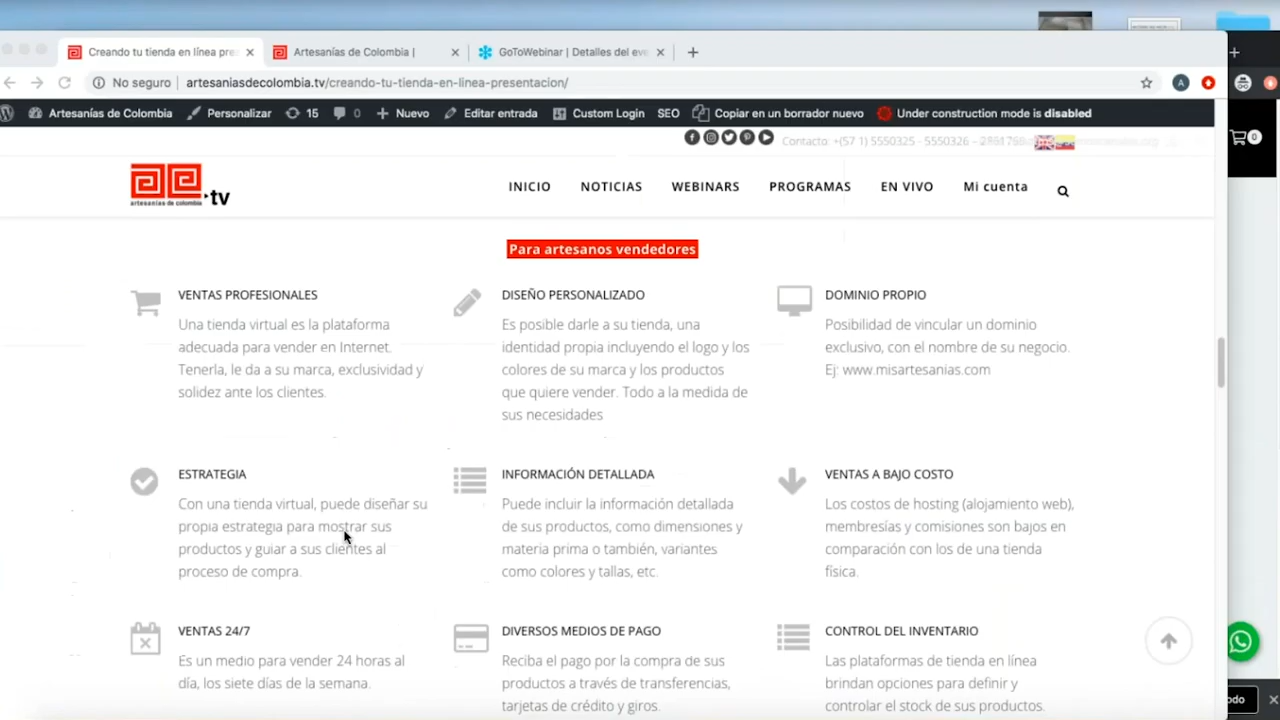 Creando tu tienda en línea pre
Artesanías de Colombia |
GoToWebinar | Detalles del eve
No seguro
artesaniasdecolombia.tv/creando-tu-tienda-en-linea-presentacion/
A
Artesanías de Colombia
Personalizar
15
0
Nuevo
Editar entrada
Custom Login
SEO
Copiar en un borrador nuevo
Under construction mode is disabled
Contacto: +(57 1) 5550325 - 5550326 -
0
artesanías de colombia
tv
INICIO
NOTICIAS
WEBINARS
PROGRAMAS
EN VIVO
Mi cuenta
Para artesanos vendedores
VENTAS PROFESIONALES
Una tienda virtual es la plataforma
adecuada para vender en Internet.
Tenerla, le da a su marca, exclusividad y
solidez ante los clientes.
DISEÑO PERSONALIZADO
Es posible darle a su tienda, una
identidad propia incluyendo el logo y los
colores de su marca y los productos
que quiere vender. Todo a la medida de
sus necesidades
DOMINIO PROPIO
Posibilidad de vincular un dominio
exclusivo, con el nombre de su negocio.
Ej: www.misartesanias.com
ESTRATEGIA
Con una tienda virtual, puede diseñar su
propia estrategia para mostrar sus
productos y guiar a sus clientes al
proceso de compra.
INFORMACIÓN DETALLADA
Puede incluir la información detallada
de sus productos, como dimensiones y
materia prima o también, variantes
como colores y tallas, etc.
VENTAS A BAJO COSTO
Los costos de hosting (alojamiento web),
membresías y comisiones son bajos en
comparación con los de una tienda
física.
VENTAS 24/7
Es un medio para vender 24 horas al
día, los siete días de la semana.
DIVERSOS MEDIOS DE PAGO
Reciba el pago por la compra de sus
productos a través de transferencias,
tarjetas de crédito y giros.
CONTROL DEL INVENTARIO
Las plataformas de tienda en línea
brindan opciones para definir y
controlar el stock de sus productos.
odo